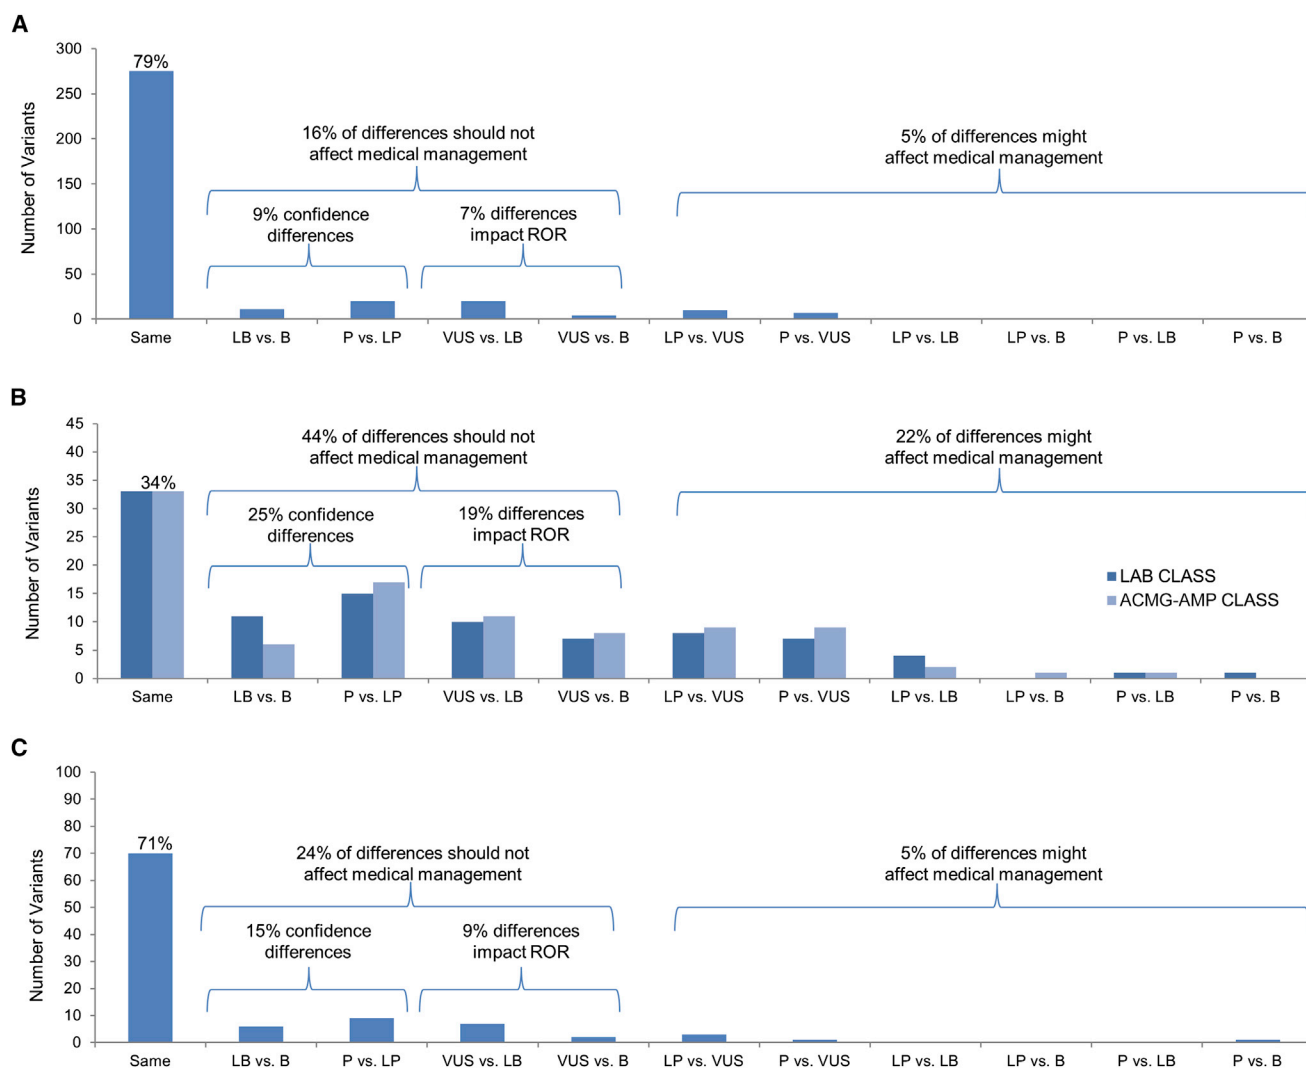 A
300
79%
250
200
16% of differences should not
affect medical management
5% of differences might
affect medical management
150
9% confidence
differences
7% differences
impact ROR
100
50
0
Number of Variants
Same
LB vs. B
P vs. LP
VUS vs. LB
VUS vs. B
LP vs. VUS
P vs. VUS
LP vs. LB
LP vs. B
P vs. LB
P vs. B
B
45
40
44% of differences should not
affect medical management
22% of differences might
affect medical management
35
34%
30
25% confidence
differences
19% differences
impact ROR
25
20
15
10
5
0
Number of Variants
LAB CLASS
ACMG-AMP CLASS
Same
LB vs. B
P vs. LP
VUS vs. LB
VUS vs. B
LP vs. VUS
P vs. VUS
LP vs. LB
LP vs. B
P vs. LB
P vs. B
C
100
90
80
71%
70
24% of differences should not
affect medical management
5% of differences might
affect medical management
60
50
15% confidence
differences
9% differences
impact ROR
40
30
20
10
0
Number of Variants
Same
LB vs. B
P vs. LP
VUS vs. LB
VUS vs. B
LP vs. VUS
P vs. VUS
LP vs. LB
LP vs. B
P vs. LB
P vs. B